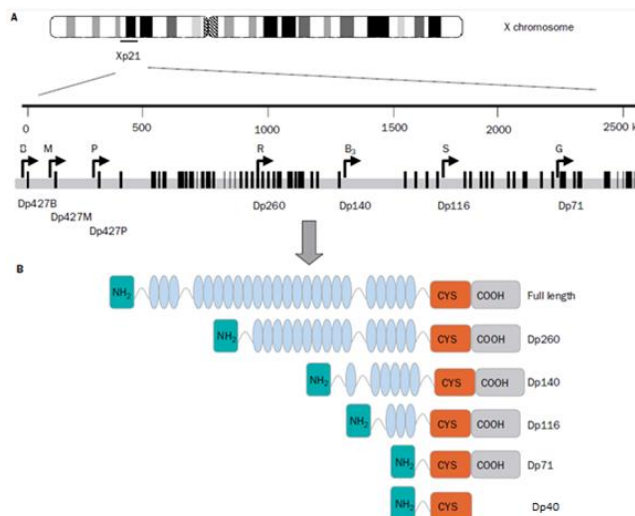 A
X chromosome
Xp21
0 500 1000 1500 2000 2500 k
B M P R B₃ S G
Dp427B Dp260 Dp140 Dp116 Dp71
Dp427M
Dp427P
B
NH₂ CYS COOH Full length
NH₂ CYS COOH Dp260
NH₂ CYS COOH Dp140
NH₂ CYS COOH Dp116
NH₂ CYS COOH Dp71
NH₂ CYS Dp40